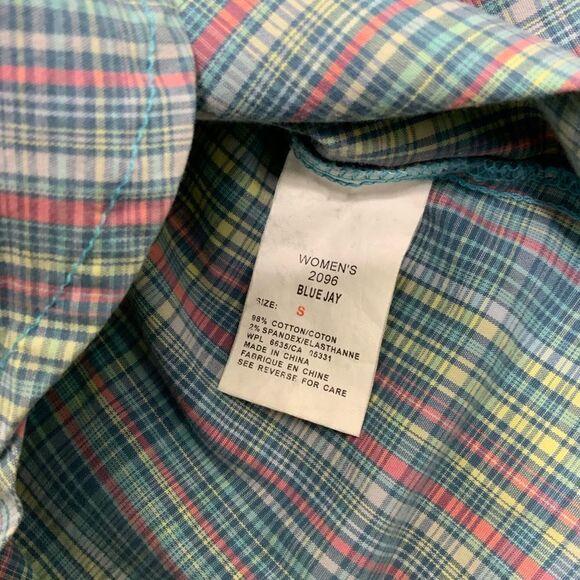 WOMEN'S
2096
BLUE JAY
SIZE: S
98% COTTON/COTON
2% SPANDEX/ELASTHANNE
WPL 6635/CA 05331
MADE IN CHINA
FABRIQUE EN CHINE
SEE REVERSE FOR CARE